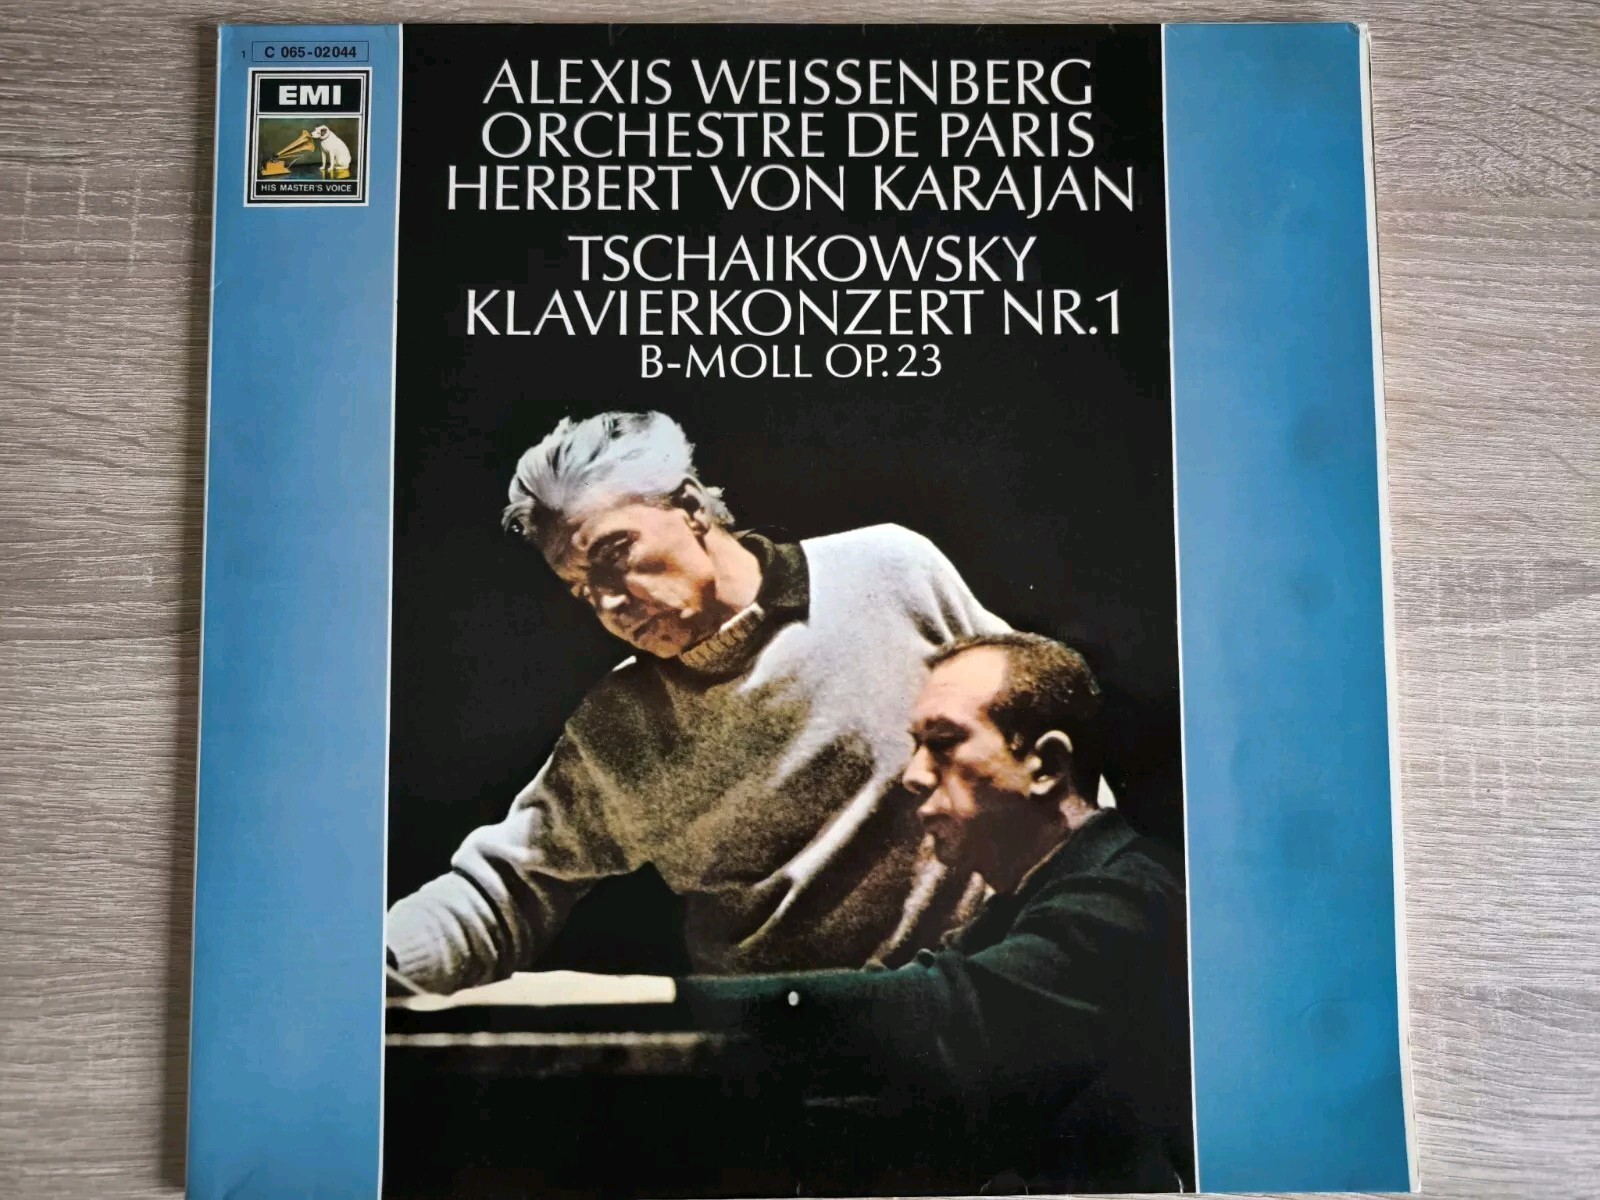 1 C 065-02044
EMI
HIS MASTER'S VOICE
ALEXIS WEISSENBERG
ORCHESTRE DE PARIS
HERBERT VON KARAJAN
TSCHAIKOWSKY
KLAVIERKONZERT NR.1
B-MOLL OP.23